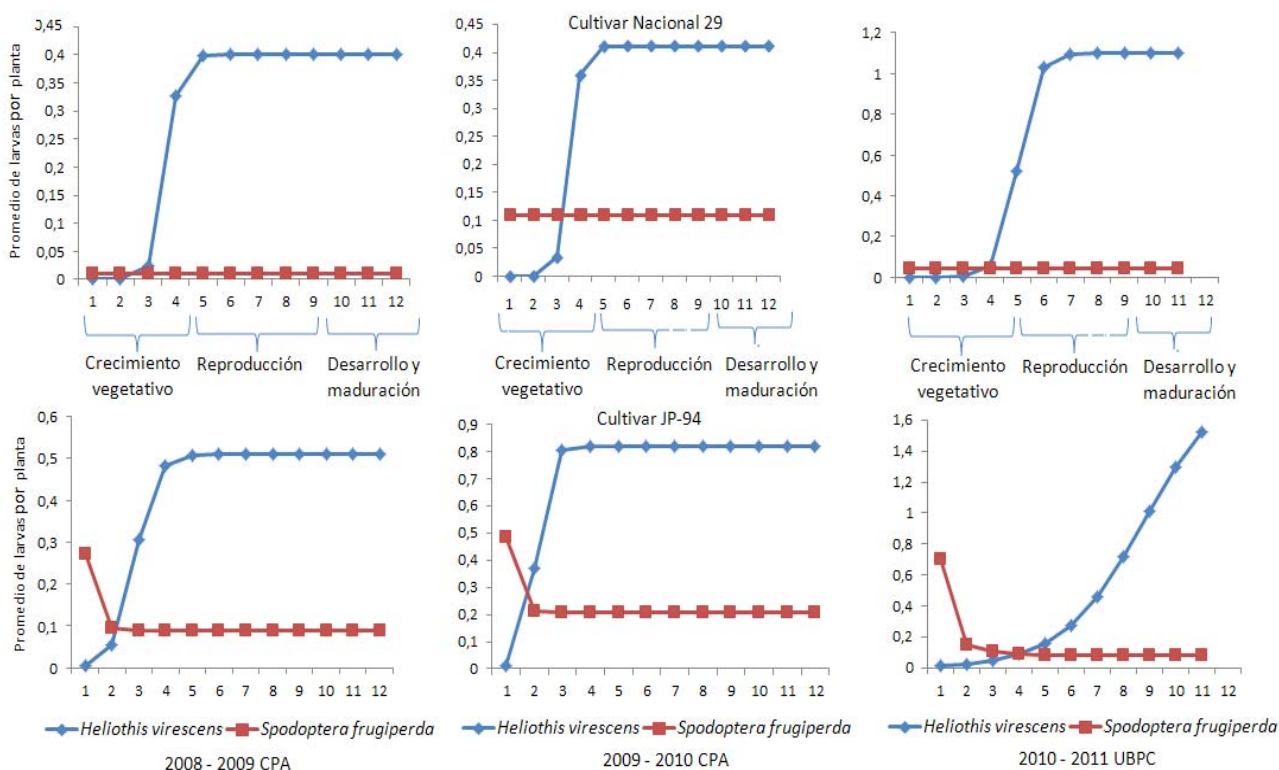 Cultivar Nacional 29
Promedio de larvas por planta
0,45
0,4
0,35
0,3
0,25
0,2
0,15
0,1
0,05
0
1 2 3 4 5 6 7 8 9 10 11 12
Crecimiento vegetativo
Reproducción
Desarrollo y maduración
0,45
0,4
0,35
0,3
0,25
0,2
0,15
0,1
0,05
0
1 2 3 4 5 6 7 8 9 10 11 12
Crecimiento vegetativo
Reproducción
Desarrollo y maduración
1,2
1
0,8
0,6
0,4
0,2
0
1 2 3 4 5 6 7 8 9 10 11 12
Crecimiento vegetativo
Reproducción
Desarrollo y maduración
Cultivar JP-94
Promedio de larvas por planta
0,6
0,5
0,4
0,3
0,2
0,1
0
1 2 3 4 5 6 7 8 9 10 11 12
Heliothis virescens Spodoptera frugiperda
2008 - 2009 CPA
0,9
0,8
0,7
0,6
0,5
0,4
0,3
0,2
0,1
0
1 2 3 4 5 6 7 8 9 10 11 12
Heliothis virescens Spodoptera frugiperda
2009 - 2010 CPA
1,6
1,4
1,2
1
0,8
0,6
0,4
0,2
0
1 2 3 4 5 6 7 8 9 10 11 12
Heliothis virescens Spodoptera frugiperda
2010 - 2011 UBPC